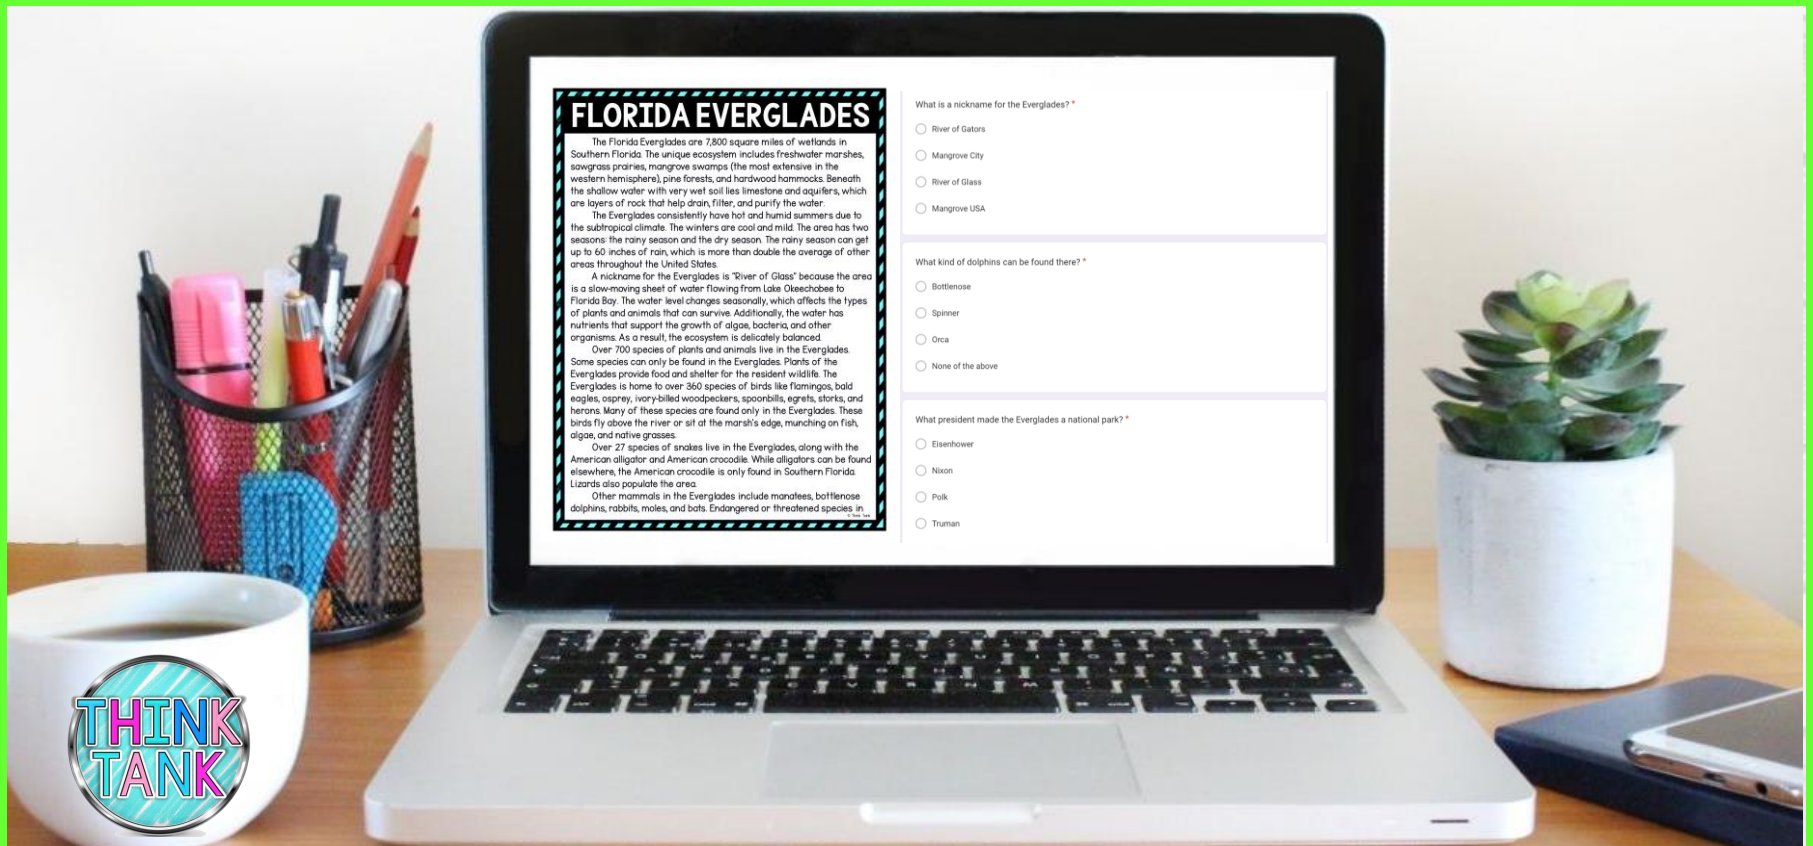 FLORIDA EVERGLADES
The Florida Everglades are 7,800 square miles of wetlands in
Southern Florida. The unique ecosystem includes freshwater marshes,
sawgrass prairies, mangrove swamps (the most extensive in the
western hemisphere), pine forests, and hardwood hammocks. Beneath
the shallow water with very wet soil lies limestone and aquifers, which
are layers of rock that help drain, filter, and purify the water.
The Everglades consistently have hot and humid summers due to
the subtropical climate. The winters are cool and mild. The area has two
seasons: the rainy season and the dry season. The rainy season can get
up to 60 inches of rain, which is more than double the average of other
areas throughout the United States.
A nickname for the Everglades is "River of Glass" because the area
is a slow-moving sheet of water flowing from Lake Okeechobee to
Florida Bay. The water level changes seasonally, which affects the types
of plants and animals that can survive. Additionally, the water has
nutrients that support the growth of algae, bacteria, and other
organisms. As a result, the ecosystem is delicately balanced.
Over 700 species of plants and animals live in the Everglades.
Some species can only be found in the Everglades. Plants of the
Everglades provide food and shelter for the resident wildlife. The
Everglades is home to over 360 species of birds like flamingos, bald
eagles, osprey, ivory-billed woodpeckers, spoonbills, egrets, storks, and
herons. Many of these species are found only in the Everglades. These
birds fly above the river or sit at the marsh's edge, munching on fish,
algae, and native grasses.
Over 27 species of snakes live in the Everglades, along with the
American alligator and American crocodile. While alligators can be found
elsewhere, the American crocodile is only found in Southern Florida.
Lizards also populate the area.
Other mammals in the Everglades include manatees, bottlenose
dolphins, rabbits, moles, and bats. Endangered or threatened species in
© Think Tank
What is a nickname for the Everglades? *
River of Gators
Mangrove City
River of Glass
Mangrove USA
What kind of dolphins can be found there? *
Bottlenose
Spinner
Orca
None of the above
What president made the Everglades a national park? *
Eisenhower
Nixon
Polk
Truman
THINK
TANK